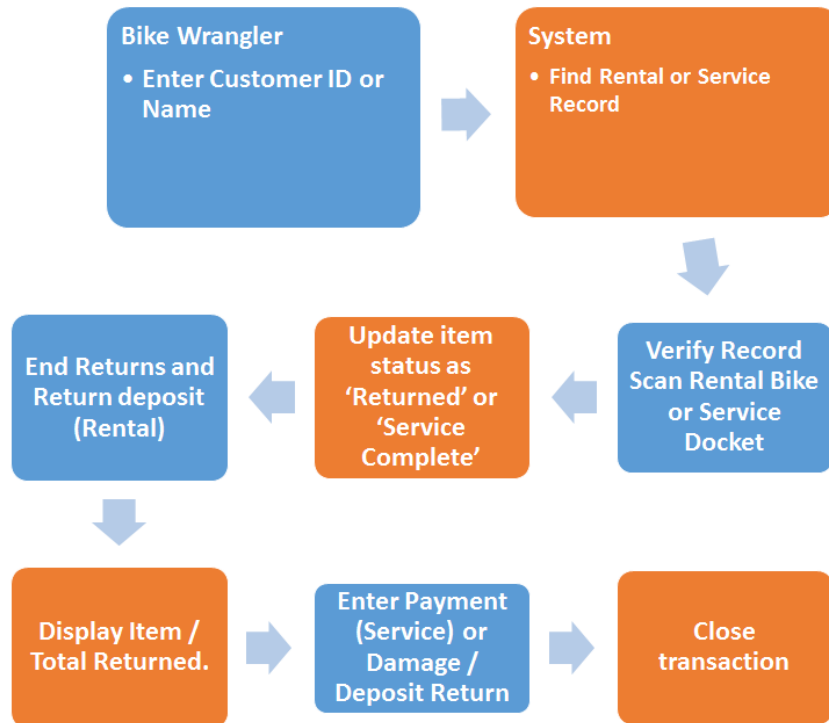 Bike Wrangler
• Enter Customer ID or
Name
System
• Find Rental or Service
Record
Verify Record
Scan Rental Bike
or Service
Docket
Update item
status as
‘Returned’ or
‘Service
Complete’
End Returns and
Return deposit
(Rental)
Display Item /
Total Returned.
Enter Payment
(Service) or
Damage /
Deposit Return
Close
transaction